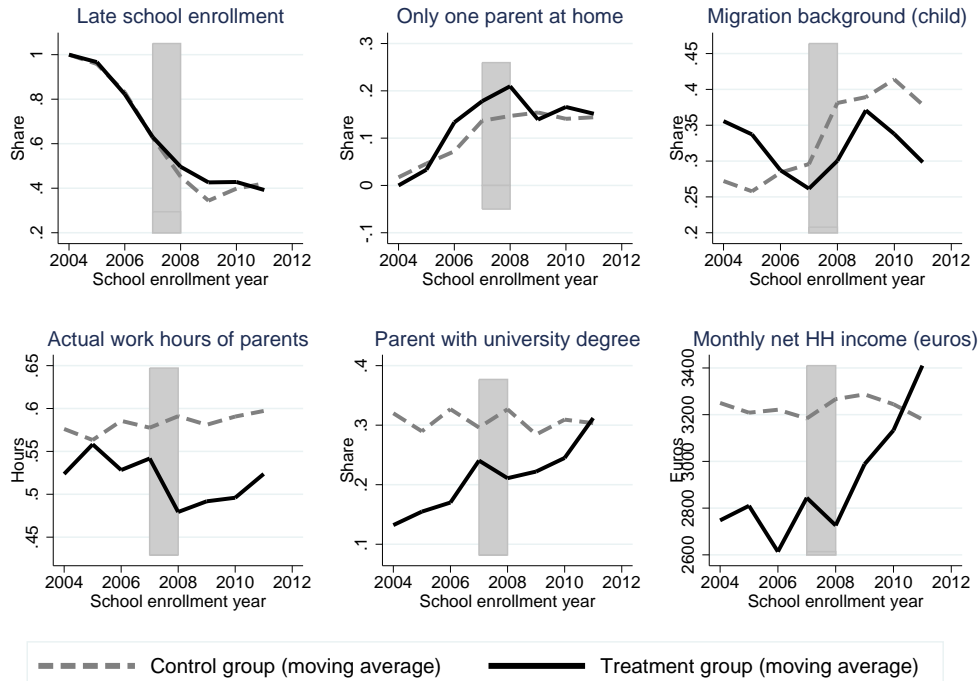 Late school enrollment
Only one parent at home
Migration background (child)
Share
.2 .4 .6 .8 1
2004 2006 2008 2010 2012
School enrollment year
Share
-.1 0 .1 .2 .3
2004 2006 2008 2010 2012
School enrollment year
Share
.2 .25 .3 .35 .4 .45
2004 2006 2008 2010 2012
School enrollment year
Actual work hours of parents
Parent with university degree
Monthly net HH income (euros)
Hours
.45 .5 .55 .6 .65
2004 2006 2008 2010 2012
School enrollment year
Share
.1 .2 .3 .4
2004 2006 2008 2010 2012
School enrollment year
Euros
2600 2800 3000 3200 3400
2004 2006 2008 2010 2012
School enrollment year
Control group (moving average)
Treatment group (moving average)